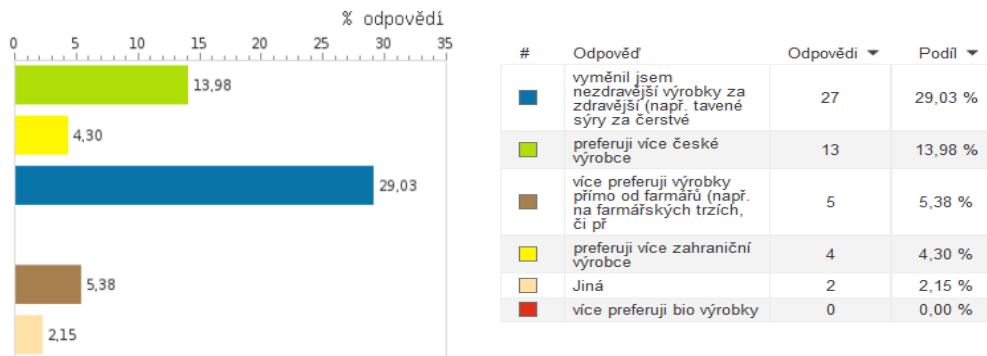 % odpovědí
0 5 10 15 20 25 30 35
13,98
4,30
29,03
5,38
2,15
# Odpověď Odpovědi Podíl
vyměnil jsem
nezdravější výrobky za
zdravější (např. tavené
sýry za čerstvé
27 29,03 %
preferuji více české
výrobce
13 13,98 %
více preferuji výrobky
přímo od farmářů (např.
na farmářských trzích,
či př
5 5,38 %
preferuji více zahraniční
výrobce
4 4,30 %
Jiná 2 2,15 %
více preferuji bio výrobky 0 0,00 %